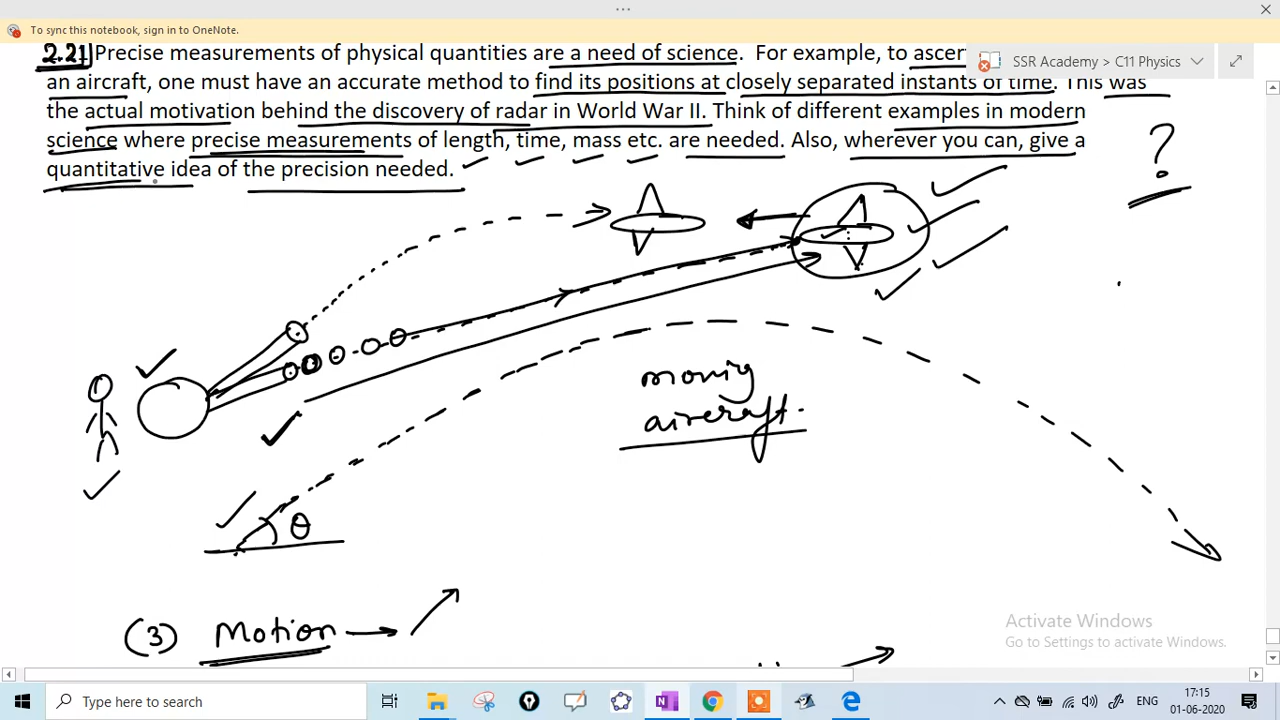 To sync this notebook, sign in to OneNote.
SSR Academy > C11 Physics
2.21 Precise measurements of physical quantities are a need of science. For example, to ascert
an aircraft, one must have an accurate method to find its positions at closely separated instants of time. This was
the actual motivation behind the discovery of radar in World War II. Think of different examples in modern
science where precise measurements of length, time, mass etc. are needed. Also, wherever you can, give a
quantitative idea of the precision needed.
?
moving
aircraft.
θ
(3) Motion
Activate Windows
Go to Settings to activate Windows.
Type here to search
ENG
17:15
01-06-2020